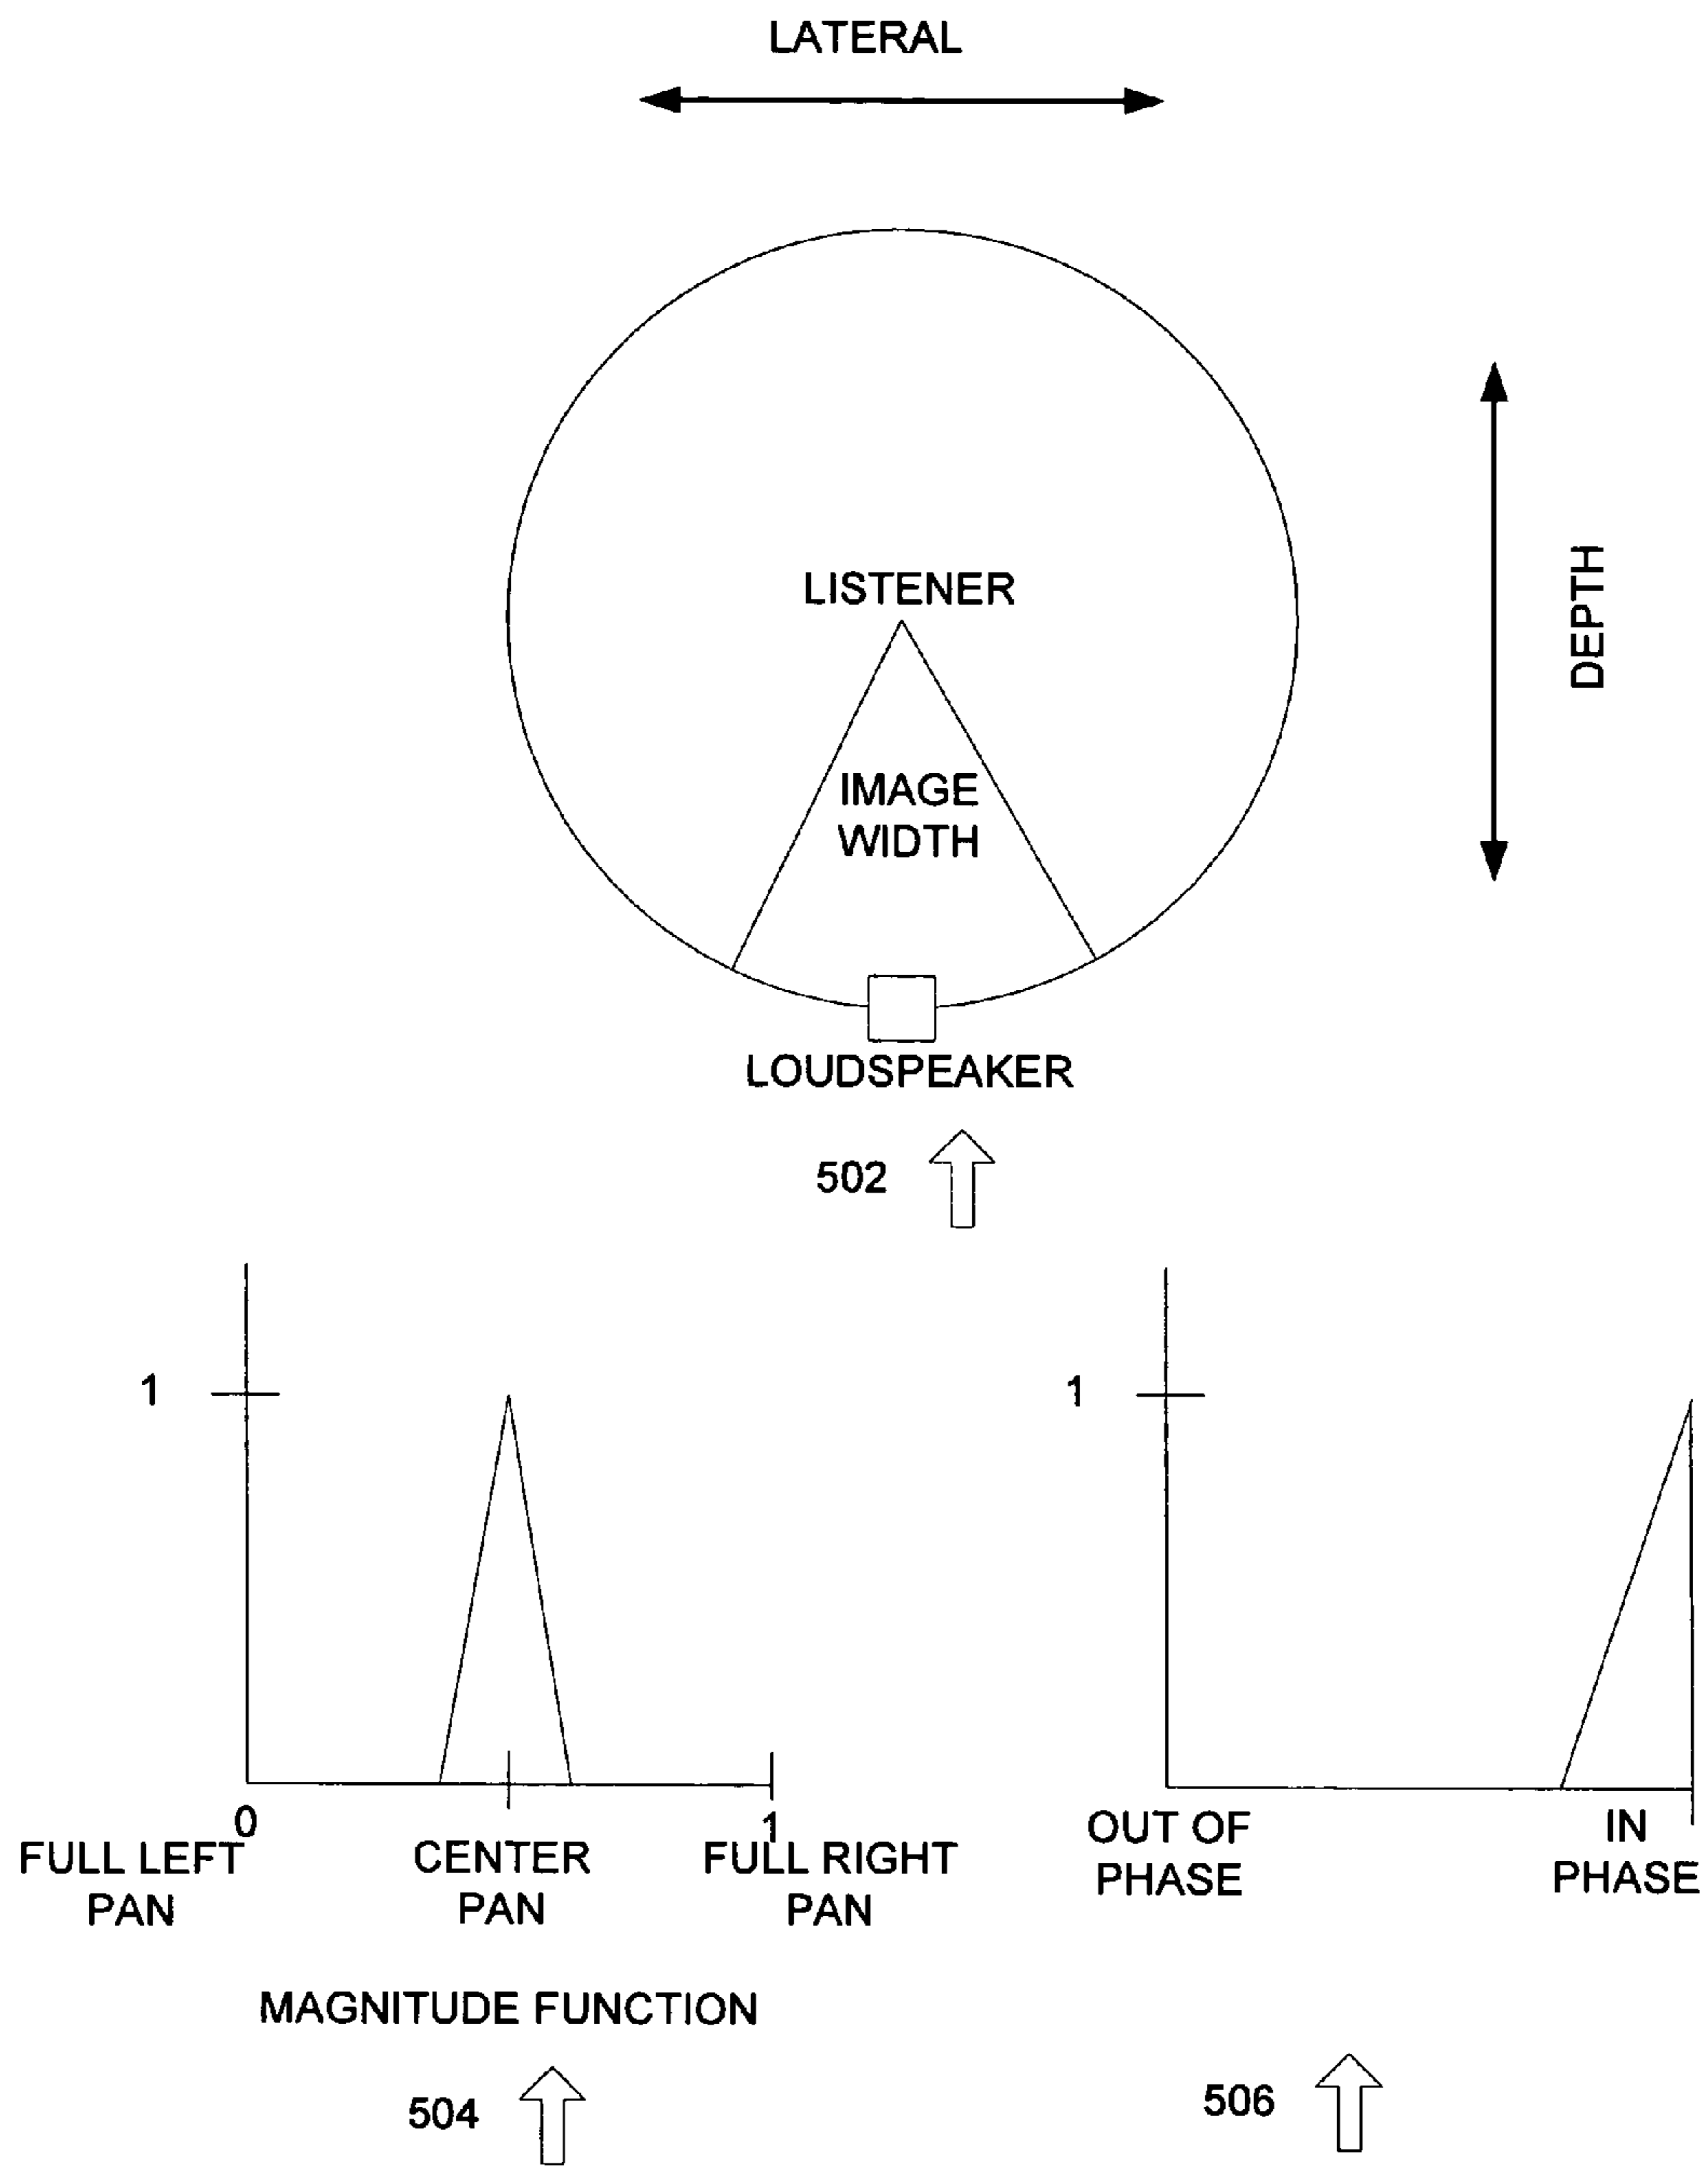 LATERAL
DEPTH
LISTENER
IMAGE
WIDTH
LOUDSPEAKER
502
1
0
1
FULL LEFT
PAN
CENTER
PAN
FULL RIGHT
PAN
MAGNITUDE FUNCTION
504
1
OUT OF
PHASE
IN
PHASE
506